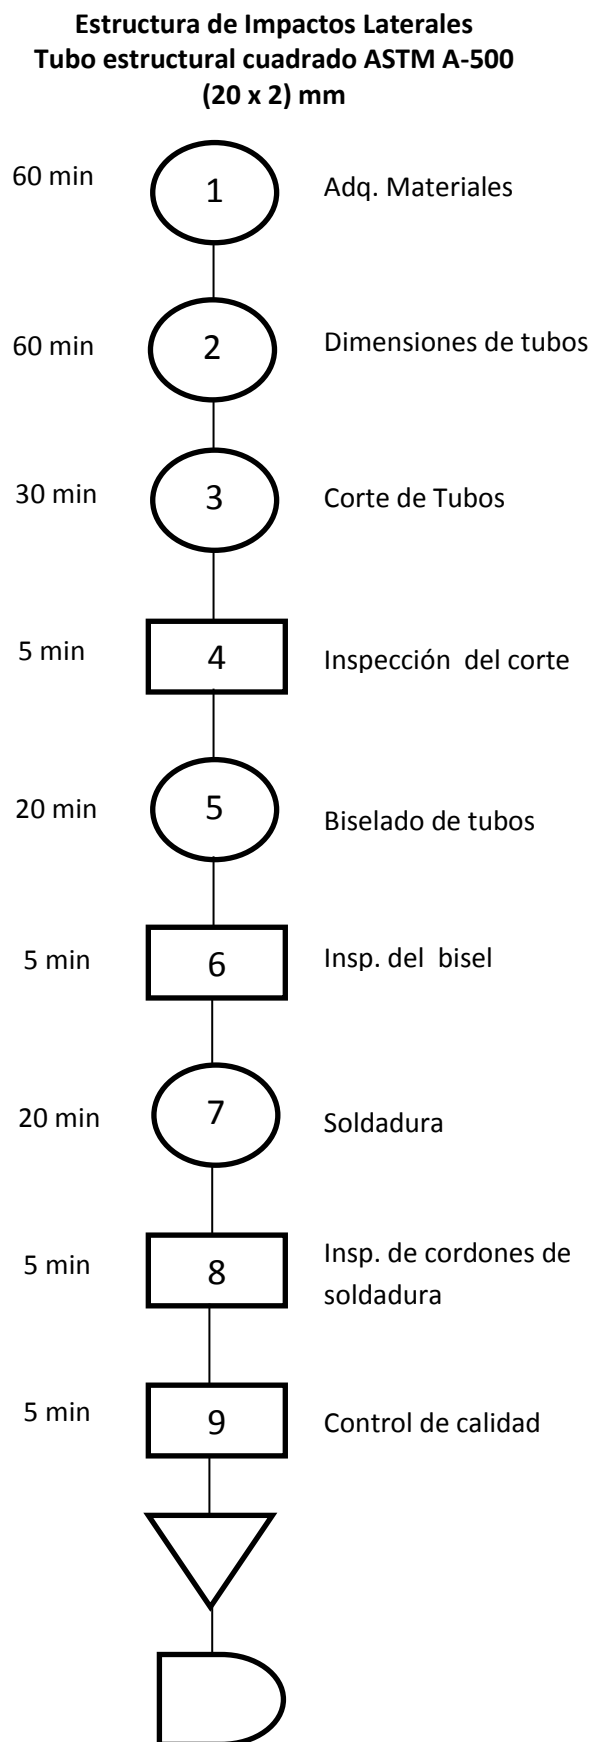 Estructura de Impactos Laterales
Tubo estructural cuadrado ASTM A-500
(20 x 2) mm
60 min 1 Adq. Materiales
60 min 2 Dimensiones de tubos
30 min 3 Corte de Tubos
5 min 4 Inspección del corte
20 min 5 Biselado de tubos
5 min 6 Insp. del bisel
20 min 7 Soldadura
5 min 8 Insp. de cordones de
soldadura
5 min 9 Control de calidad